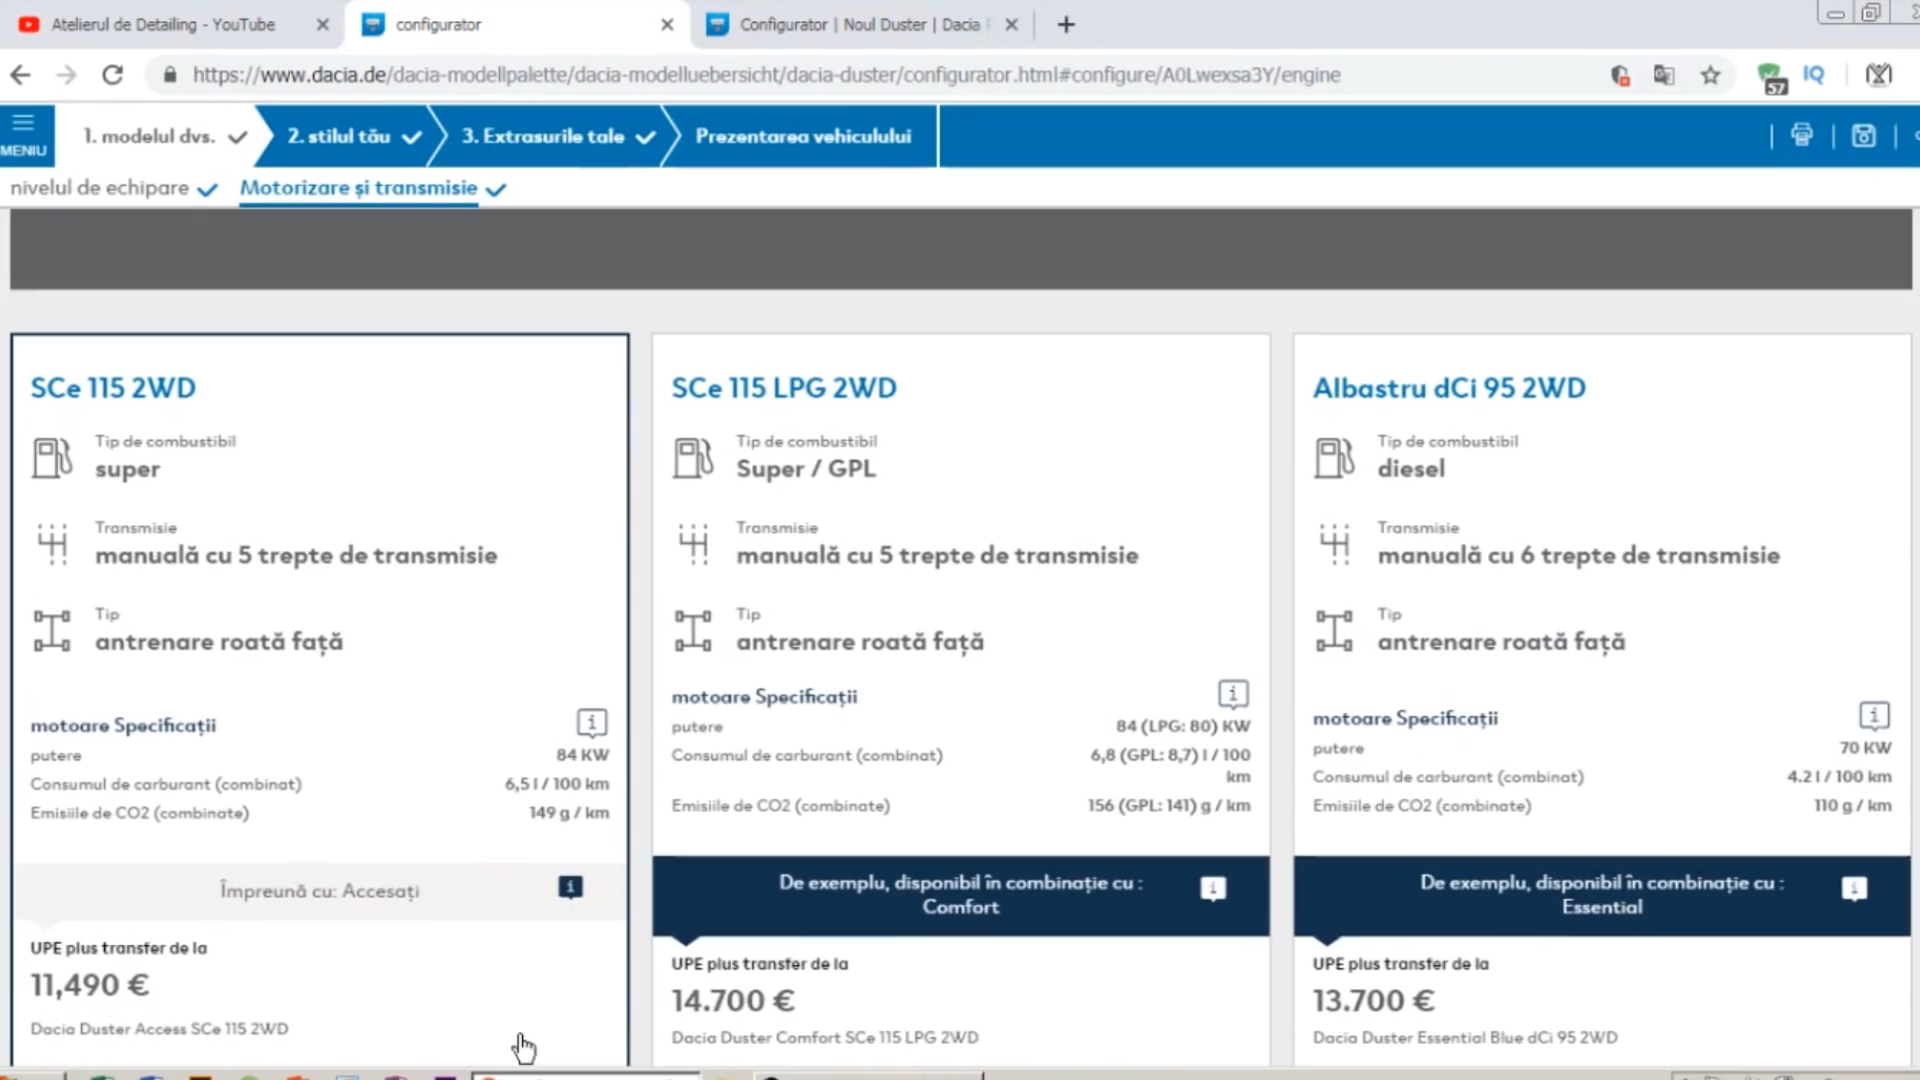 Atelierul de Detailing - YouTube
configurator
Configurator | Noul Duster | Dacia
https://www.dacia.de/dacia-modellpalette/dacia-modelluebersicht/dacia-duster/configurator.html#configure/A0Lwexsa3Y/engine
57
IQ
MENIU
1. modelul dvs.
2. stilul tău
3. Extrasurile tale
Prezentarea vehiculului
nivelul de echipare
Motorizare și transmisie
SCe 115 2WD
Tip de combustibil
super
Transmisie
manuală cu 5 trepte de transmisie
Tip
antrenare roată față
motoare Specificații
putere 84 KW
Consumul de carburant (combinat) 6,5 l / 100 km
Emisiile de CO2 (combinate) 149 g / km
Împreună cu: Accesați
UPE plus transfer de la
11,490 €
Dacia Duster Access SCe 115 2WD
SCe 115 LPG 2WD
Tip de combustibil
Super / GPL
Transmisie
manuală cu 5 trepte de transmisie
Tip
antrenare roată față
motoare Specificații
putere 84 (LPG: 80) KW
Consumul de carburant (combinat) 6,8 (GPL: 8,7) l / 100
km
Emisiile de CO2 (combinate) 156 (GPL: 141) g / km
De exemplu, disponibil în combinație cu :
Comfort
UPE plus transfer de la
14.700 €
Dacia Duster Comfort SCe 115 LPG 2WD
Albastru dCi 95 2WD
Tip de combustibil
diesel
Transmisie
manuală cu 6 trepte de transmisie
Tip
antrenare roată față
motoare Specificații
putere 70 KW
Consumul de carburant (combinat) 4.2 l / 100 km
Emisiile de CO2 (combinate) 110 g / km
De exemplu, disponibil în combinație cu :
Essential
UPE plus transfer de la
13.700 €
Dacia Duster Essential Blue dCi 95 2WD